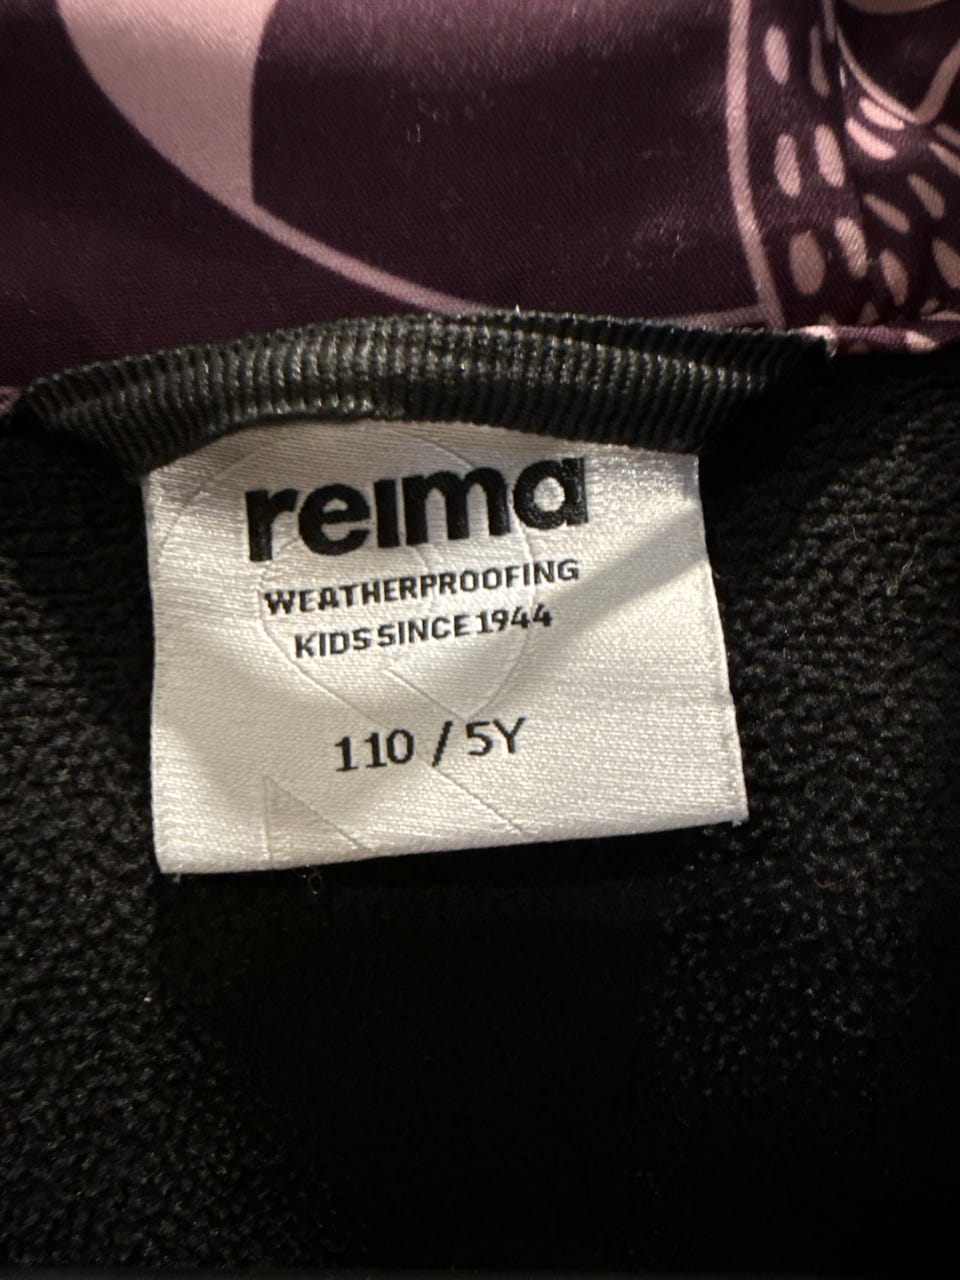 reima
WEATHERPROOFING
KIDS SINCE 1944
110 / 5Y